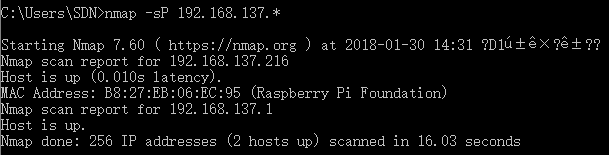 C:\Users\SDN>nmap -sP 192.168.137.*
Starting Nmap 7.60 ( https://nmap.org ) at 2018-01-30 14:31 ?D1ú±ê×?ê±??
Nmap scan report for 192.168.137.216
Host is up (0.010s latency).
MAC Address: B8:27:EB:06:EC:95 (Raspberry Pi Foundation)
Nmap scan report for 192.168.137.1
Host is up.
Nmap done: 256 IP addresses (2 hosts up) scanned in 16.03 seconds